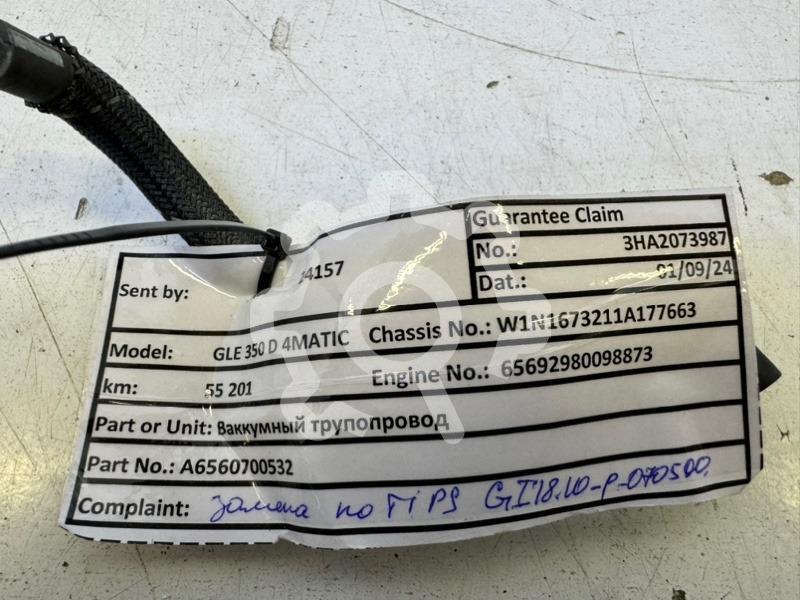 Guarantee Claim
Sent by: 14157
No.: 3HA2073987
Dat.: 01/09/24
Model: GLE 350 D 4MATIC Chassis No.: W1N1673211A177663
km: 55 201 Engine No.: 65692980098873
Part or Unit: Ваккумный трупопровод
Part No.: A6560700532
Complaint: замена по TIPS GI18.10-P-070500.